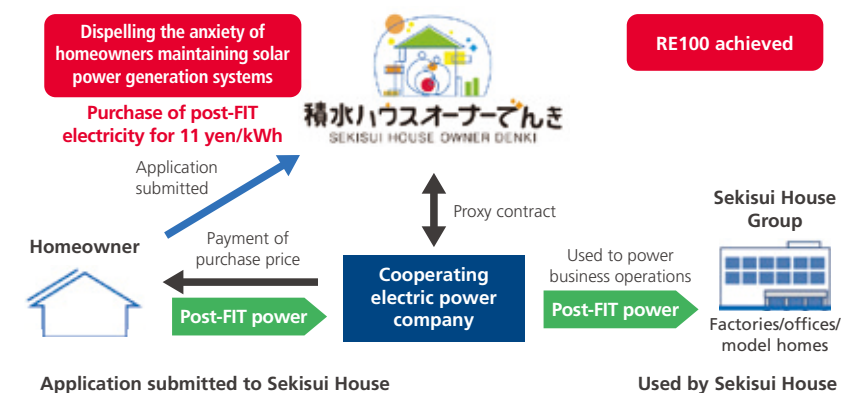 Dispelling the anxiety of
homeowners maintaining solar
power generation systems
Purchase of post-FIT
electricity for 11 yen/kWh
積水ハウスオーナーでんき
SEKISUI HOUSE OWNER DENKI
RE100 achieved
Application
submitted
Proxy contract
Homeowner
Payment of
purchase price
Post-FIT power
Cooperating
electric power
company
Used to power
business operations
Post-FIT power
Sekisui House
Group
Factories/offices/
model homes
Application submitted to Sekisui House
Used by Sekisui House